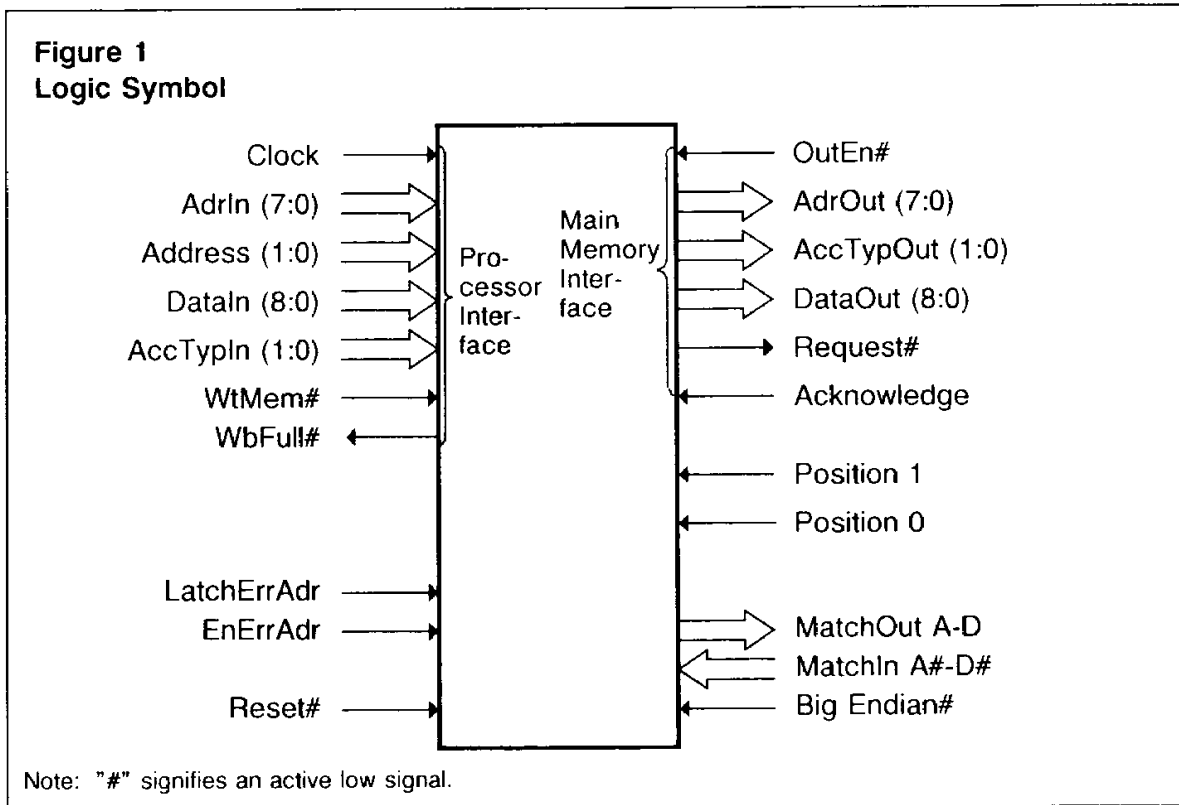 Figure 1
Logic Symbol
Clock
AdrIn (7:0)
Address (1:0)
DataIn (8:0)
AccTypIn (1:0)
WtMem#
WbFull#
LatchErrAdr
EnErrAdr
Reset#
Pro-
cessor
Inter-
face
Main
Memory
Inter-
face
OutEn#
AdrOut (7:0)
AccTypOut (1:0)
DataOut (8:0)
Request#
Acknowledge
Position 1
Position 0
MatchOut A-D
MatchIn A#-D#
Big Endian#
Note: "#" signifies an active low signal.